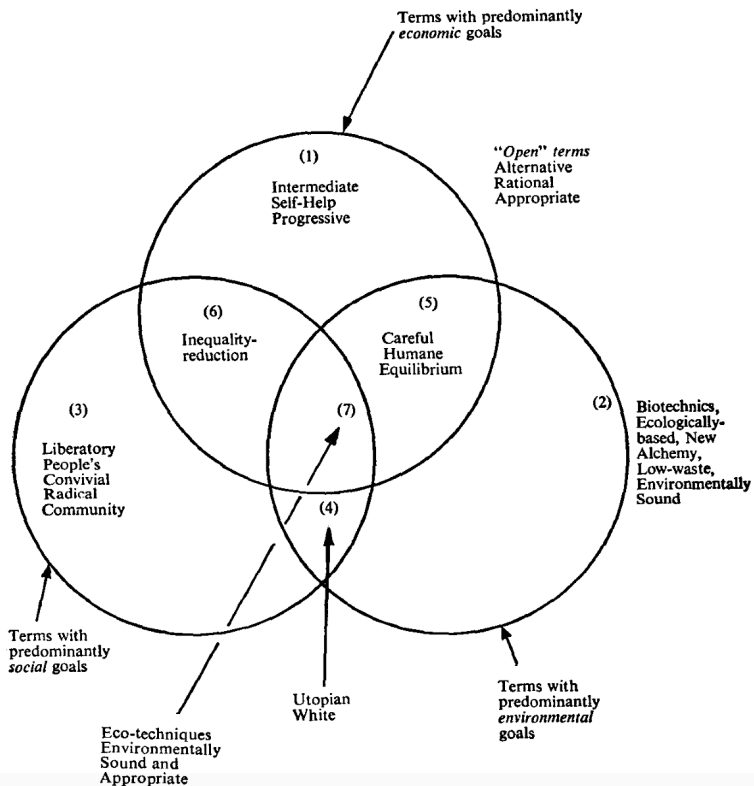 Terms with predominantly
economic goals
(1)
Intermediate
Self-Help
Progressive
"Open" terms
Alternative
Rational
Appropriate
(6)
Inequality-
reduction
(5)
Careful
Humane
Equilibrium
(7)
(3)
Liberatory
People's
Convivial
Radical
Community
(2)
Biotechnics,
Ecologically-
based, New
Alchemy,
Low-waste,
Environmentally
Sound
(4)
Terms with
predominantly
social goals
Utopian
White
Terms with
predominantly
environmental
goals
Eco-techniques
Environmentally
Sound and
Appropriate